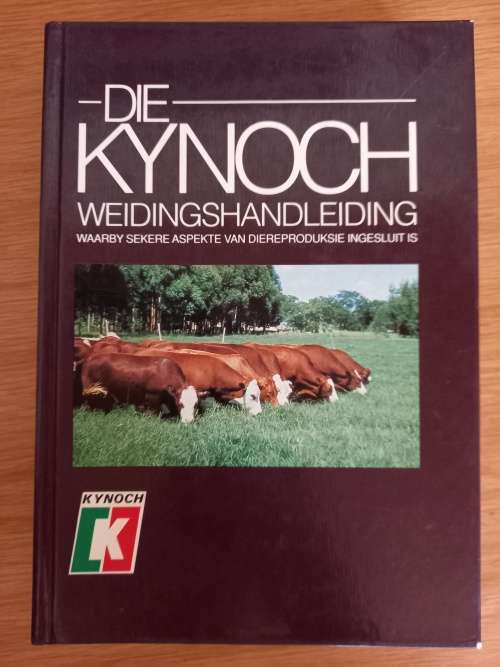 DIE
KYNOCH
WEIDINGSHANDLEIDING
WAARBY SEKERE ASPEKTE VAN DIEREPRODUKSIE INGESLUIT IS
KYNOCH
K